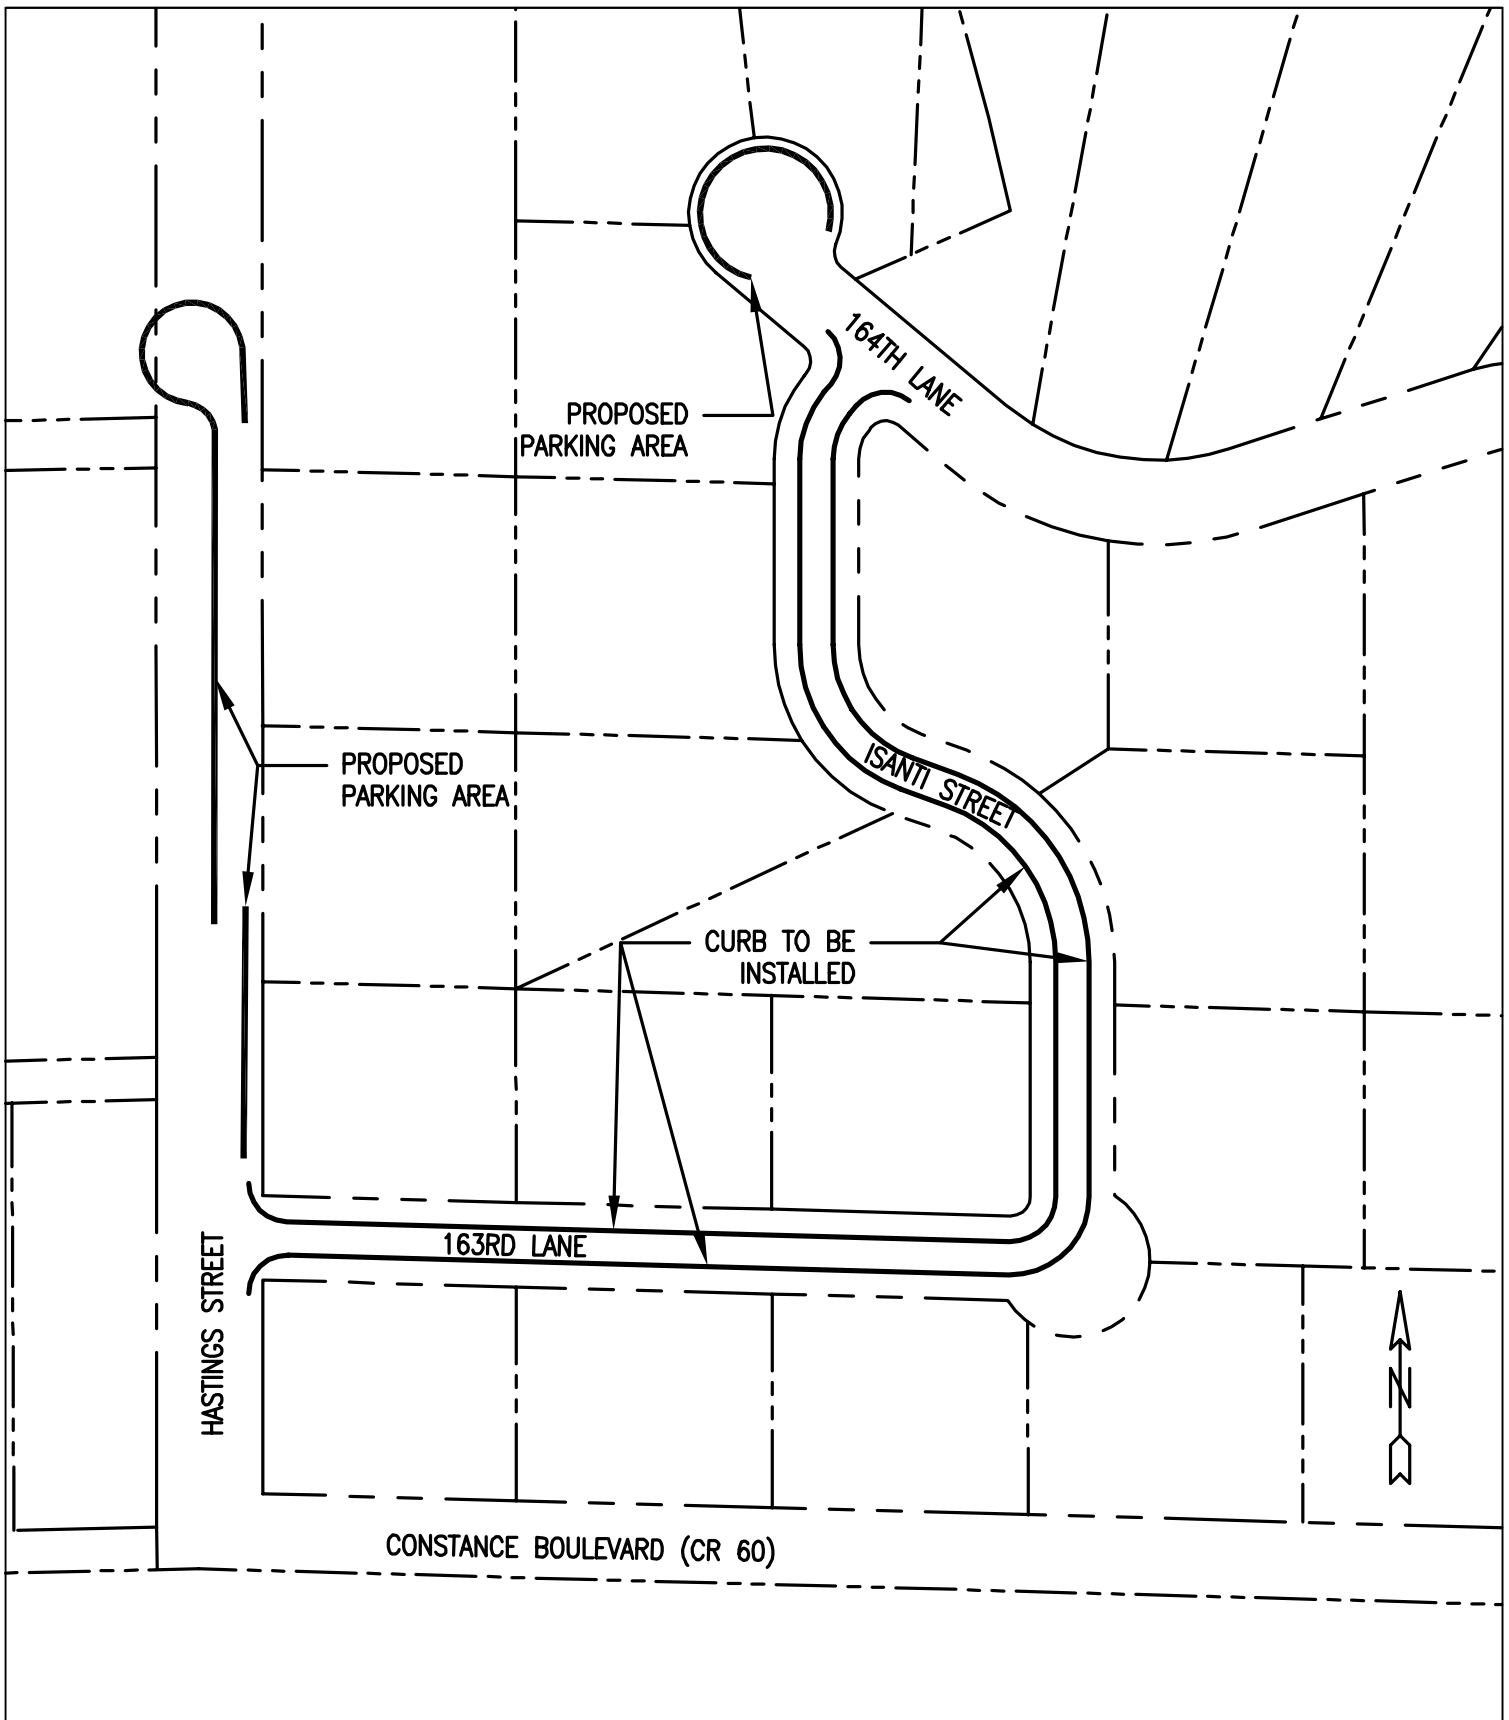 164TH LANE
PROPOSED
PARKING AREA
ISANTI STREET
PROPOSED
PARKING AREA
CURB TO BE
INSTALLED
163RD LANE
HASTINGS STREET
N
CONSTANCE BOULEVARD (CR 60)